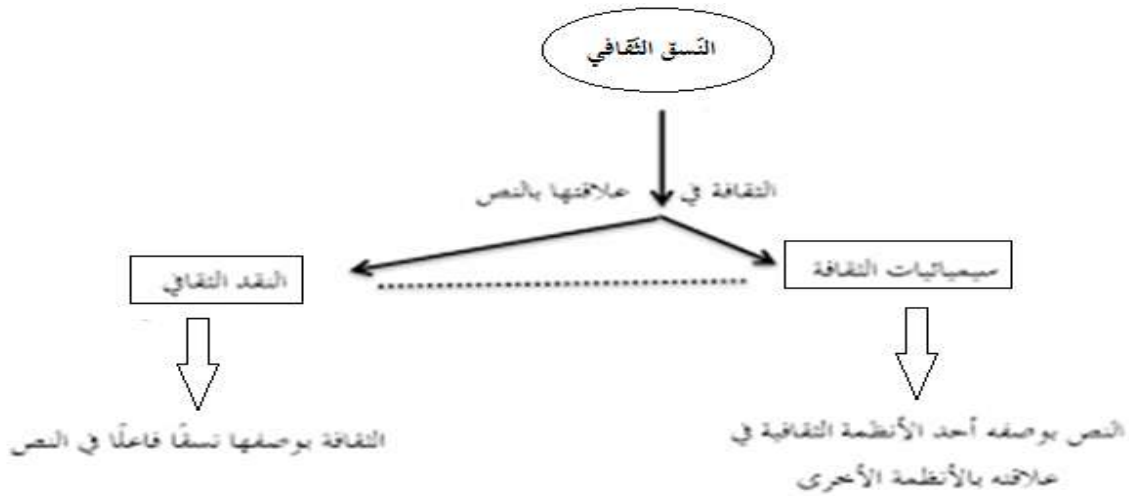 النّسق الثّقافي
الثقافة في علاقتها بالنص
سيميائيات الثقافة
النقد الثقافي
النص بوصفه أحد الأنظمة الثقافية في
علاقته بالأنظمة الأخرى
الثقافة بوصفها نسقًا فاعلًا في النص